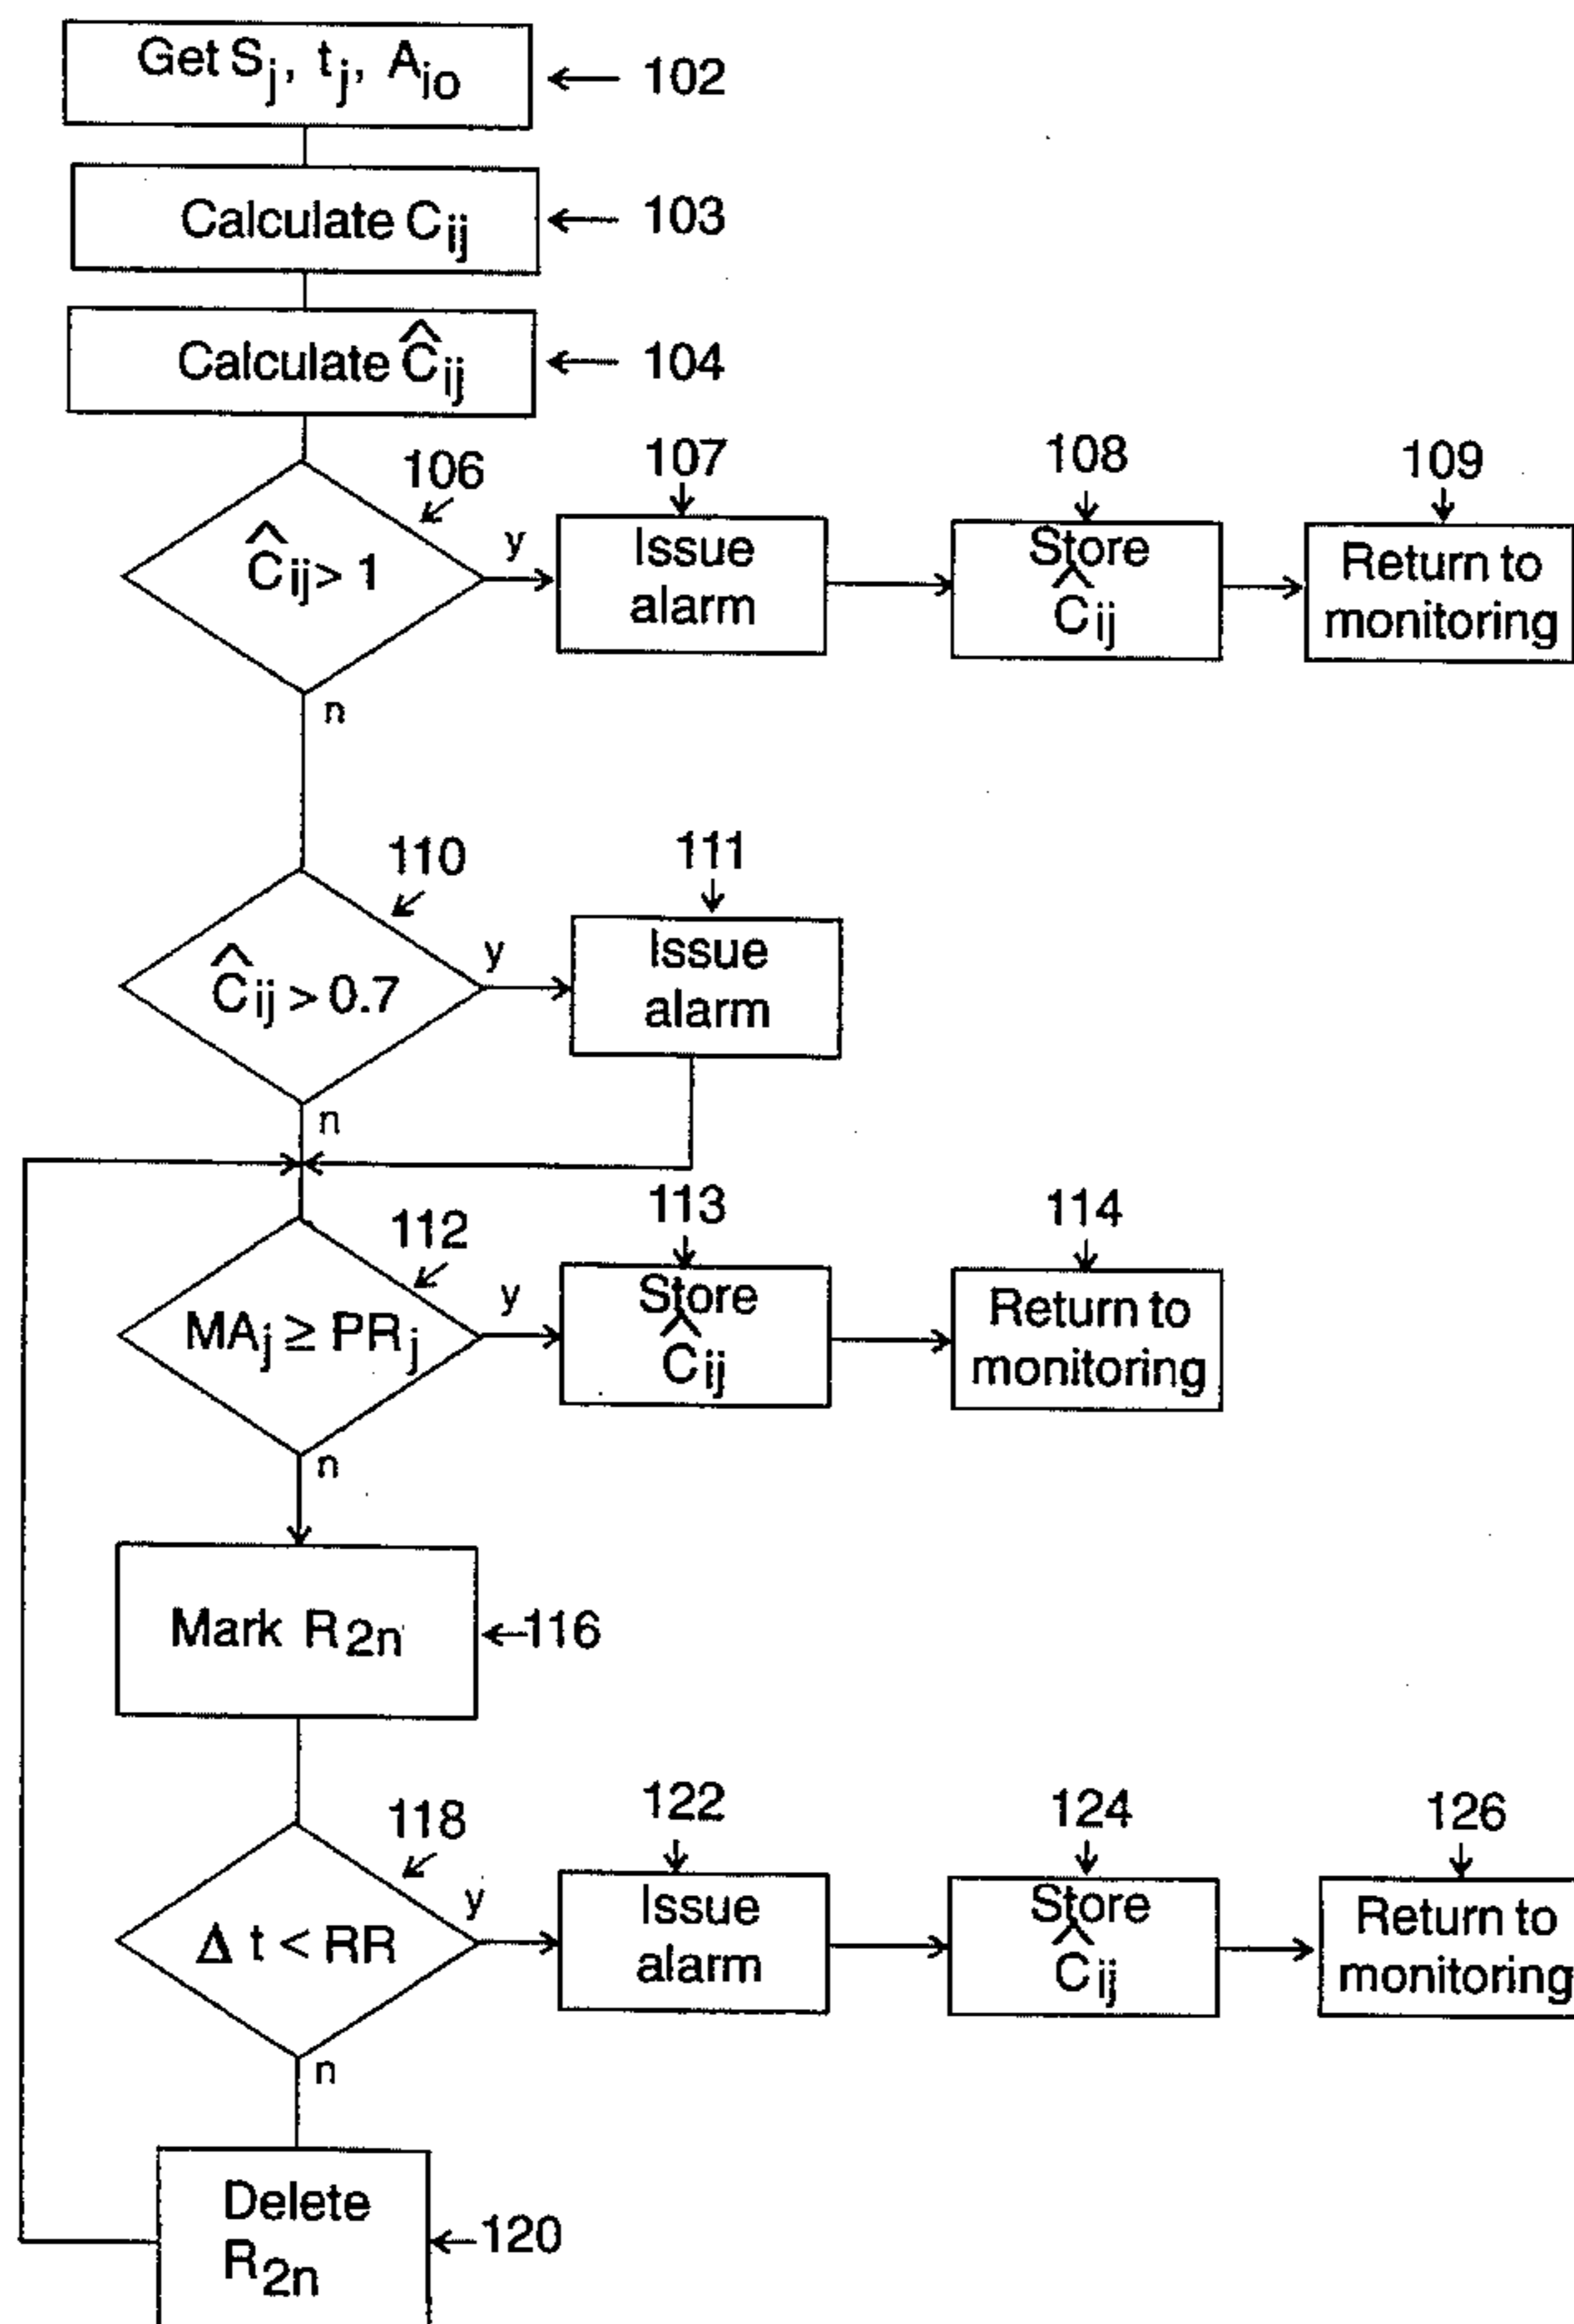 Get Sj, tj, Aio
102
Calculate Cij
103
Calculate Ĉij
104
106
Ĉij > 1
y
n
107
Issue
alarm
108
Store
Ĉij
109
Return to
monitoring
110
Ĉij > 0.7
y
n
111
Issue
alarm
112
MAj ≥ PRj
y
n
113
Store
Ĉij
114
Return to
monitoring
Mark R2n
116
118
Δ t < RR
y
n
122
Issue
alarm
124
Store
Ĉij
126
Return to
monitoring
Delete
R2n
120